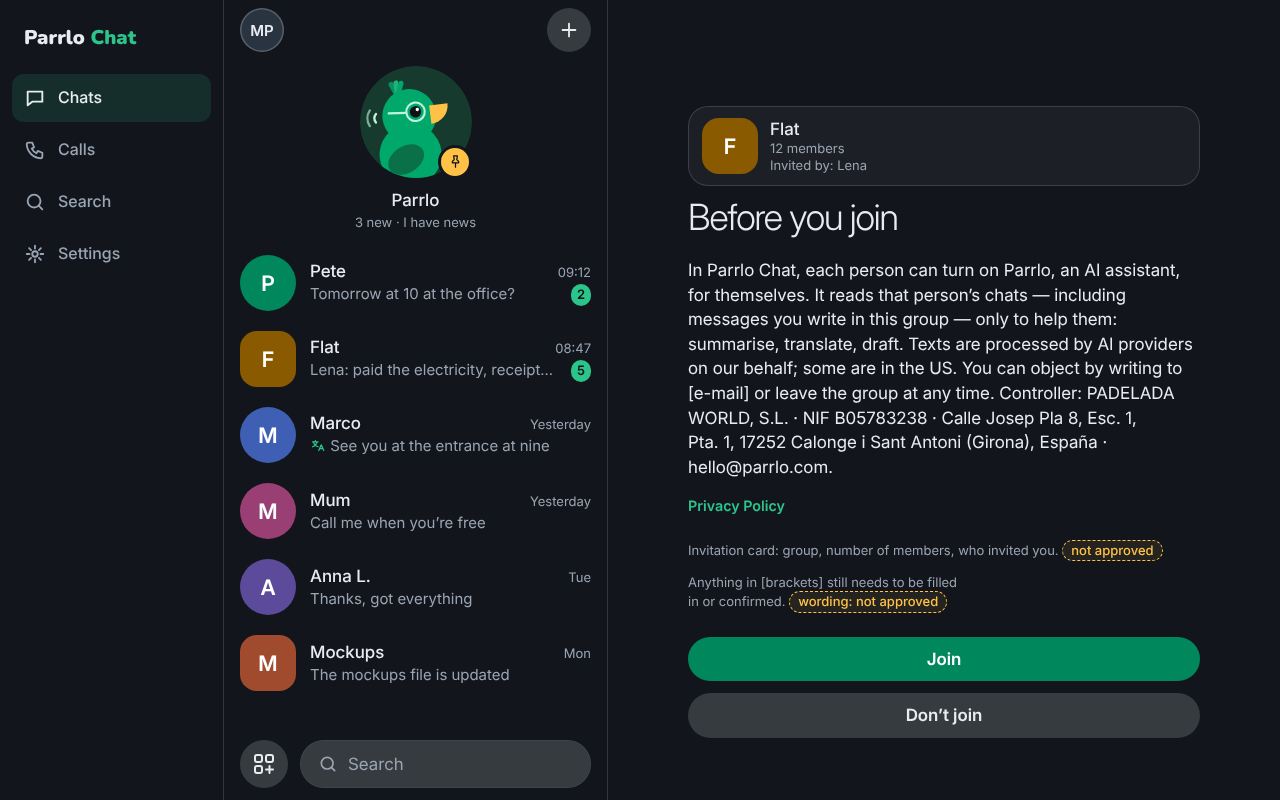 Parrlo Chat
Chats
Calls
Search
Settings
MP
Parrlo
3 new · I have news
P
Pete
09:12
Tomorrow at 10 at the office?
2
F
Flat
08:47
Lena: paid the electricity, receipt...
5
M
Marco
Yesterday
See you at the entrance at nine
M
Mum
Yesterday
Call me when you’re free
A
Anna L.
Tue
Thanks, got everything
M
Mockups
Mon
The mockups file is updated
Search
F
Flat
12 members
Invited by: Lena
Before you join
In Parrlo Chat, each person can turn on Parrlo, an AI assistant,
for themselves. It reads that person’s chats — including
messages you write in this group — only to help them:
summarise, translate, draft. Texts are processed by AI providers
on our behalf; some are in the US. You can object by writing to
[e-mail] or leave the group at any time. Controller: PADELADA
WORLD, S.L. · NIF B05783238 · Calle Josep Pla 8, Esc. 1,
Pta. 1, 17252 Calonge i Sant Antoni (Girona), España ·
hello@parrlo.com.
Privacy Policy
Invitation card: group, number of members, who invited you. not approved
Anything in [brackets] still needs to be filled
in or confirmed. wording: not approved
Join
Don’t join